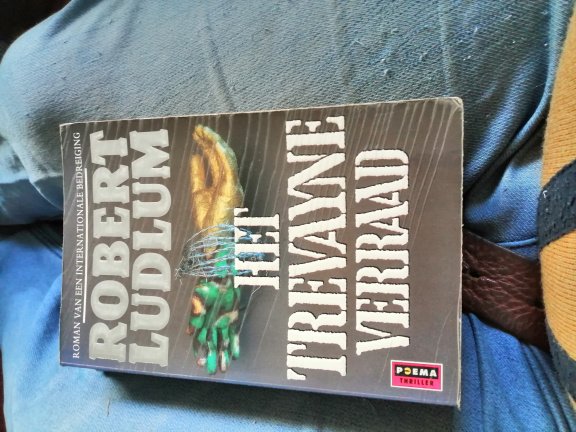 ROMAN VAN EEN INTERNATIONALE BEDREIGING
ROBERT
LUDLUM
HET
TREVAYNE
VERRAAD
POEMA
THRILLER